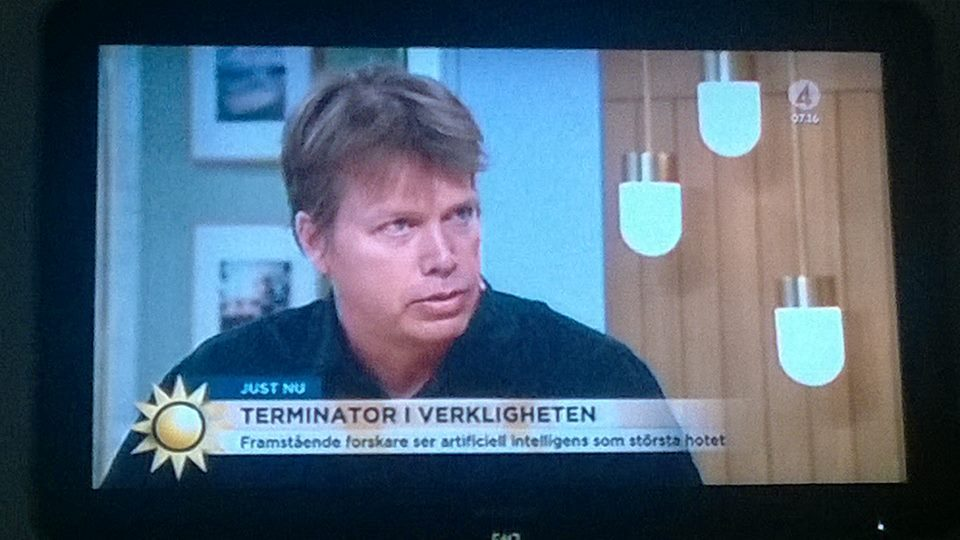 4
07.16
JUST NU
TERMINATOR I VERKLIGHETEN
Framstående forskare ser artificiell intelligens som största hotet